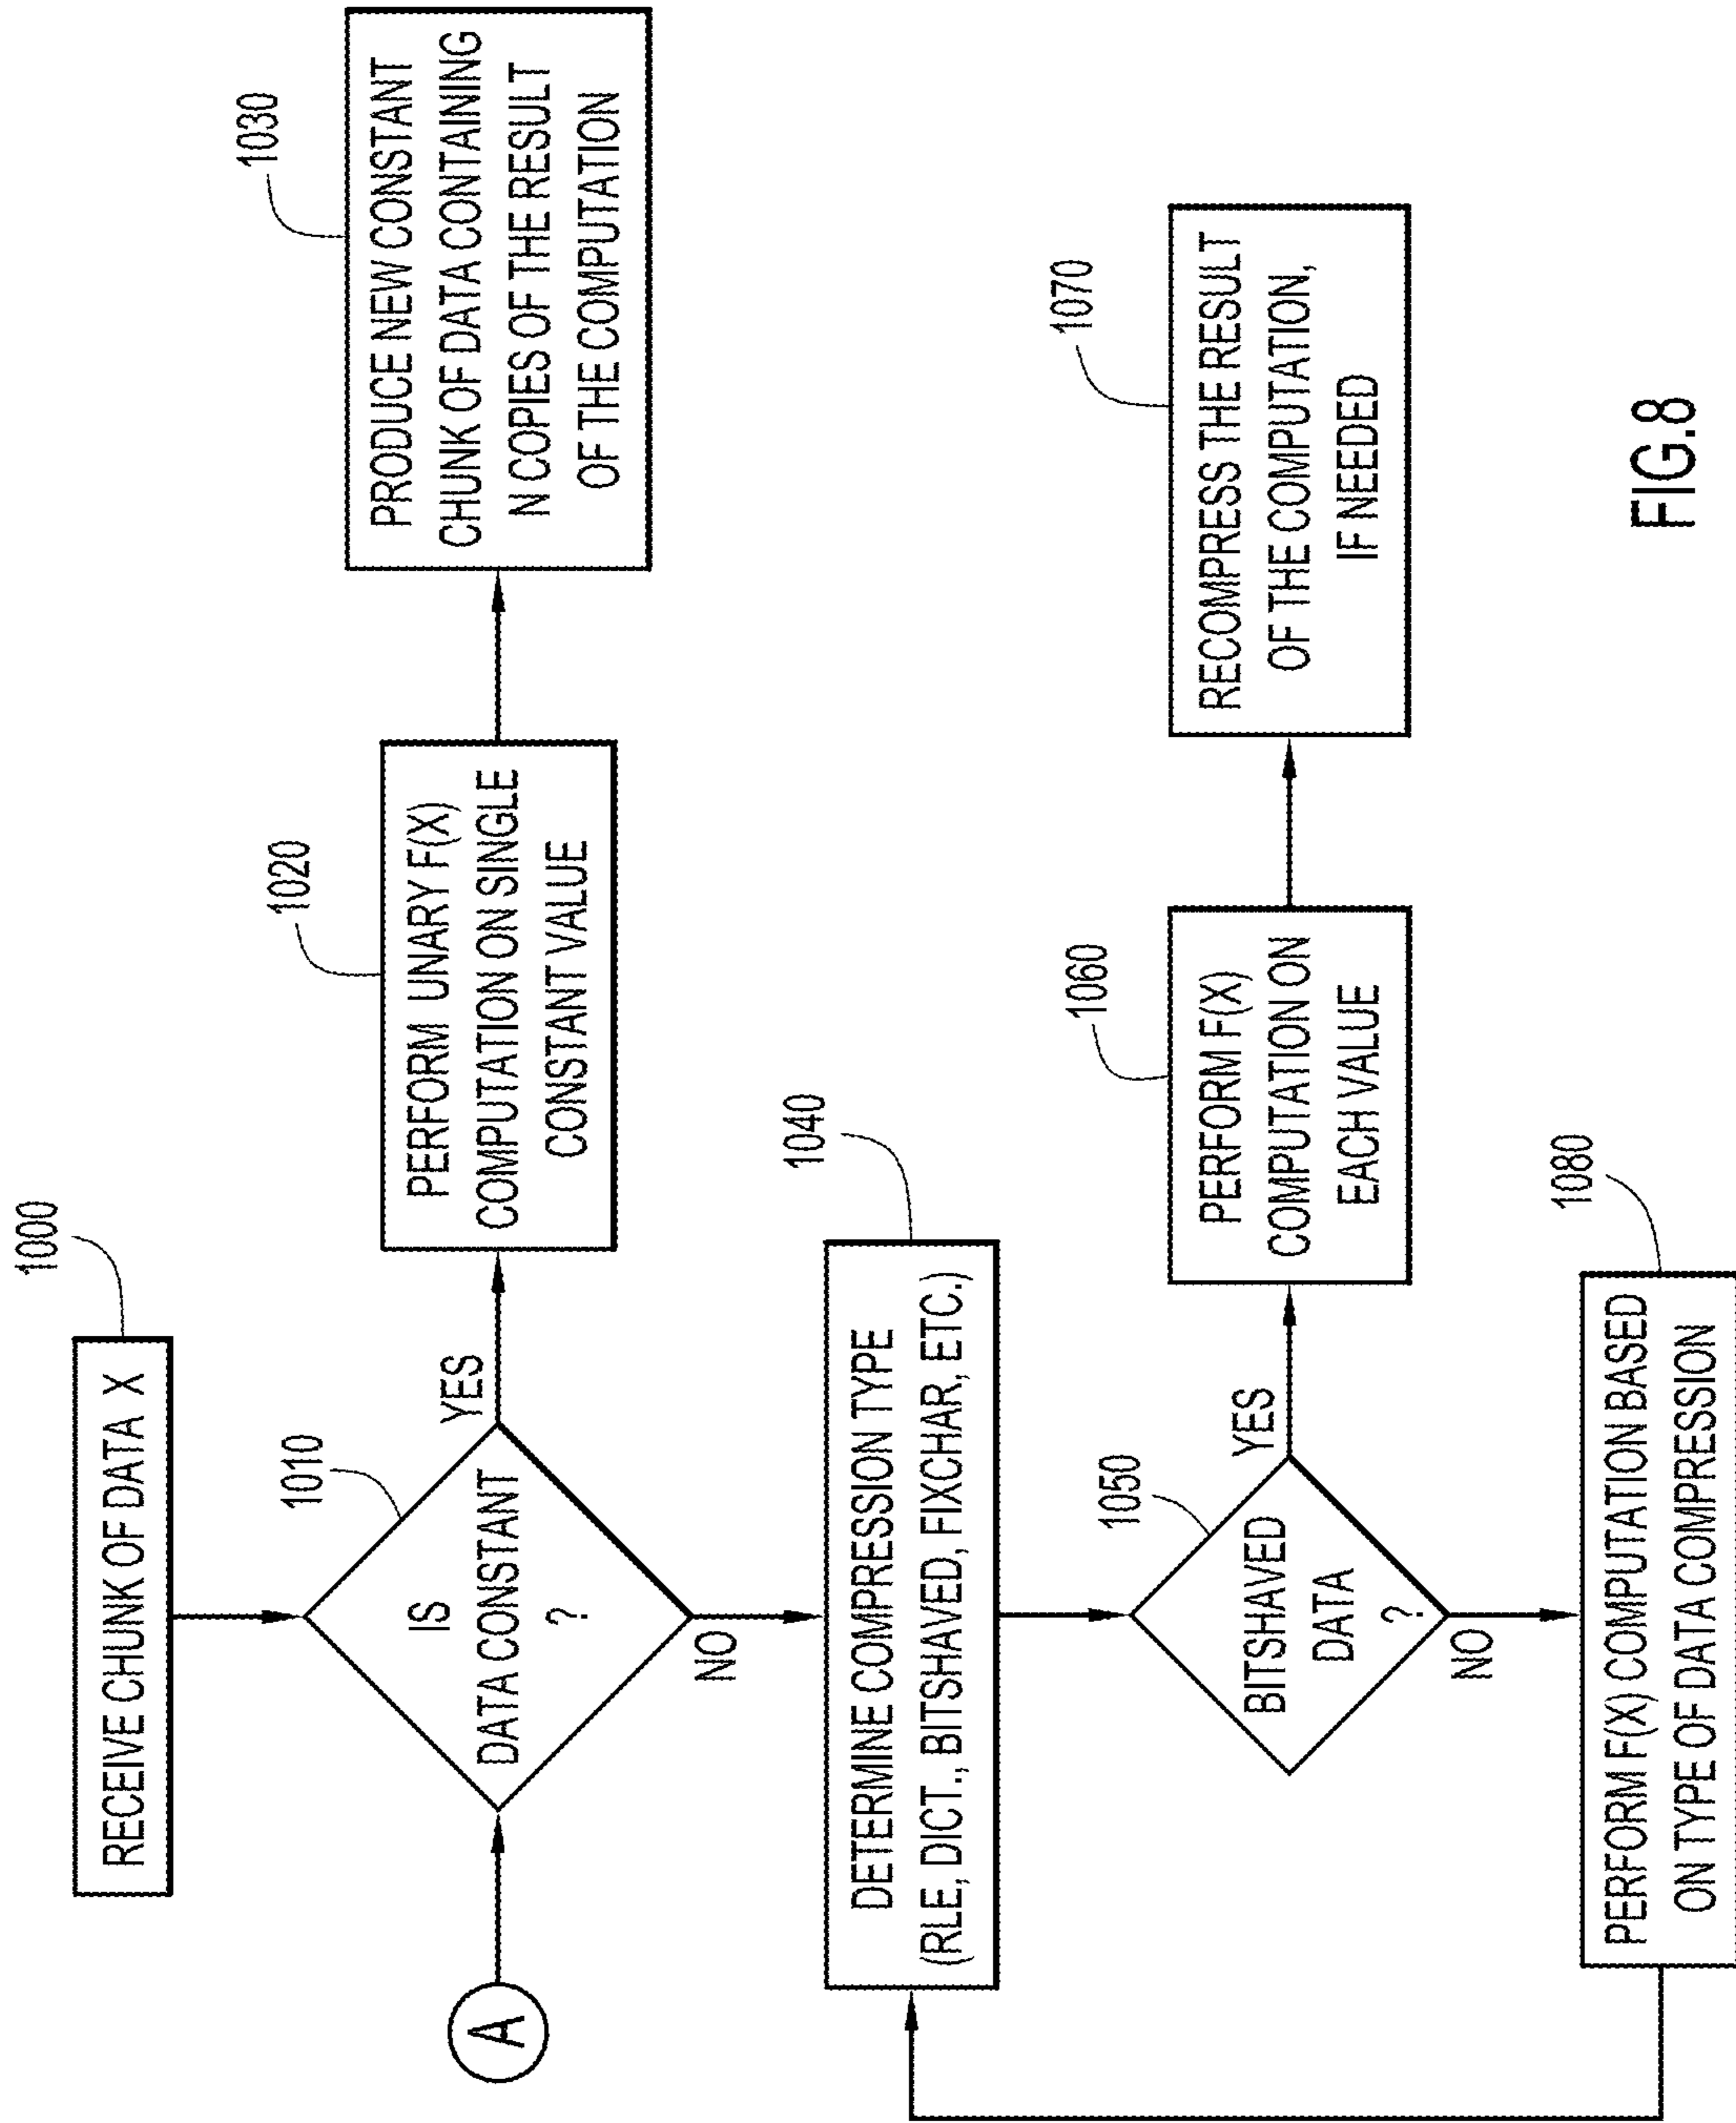 1000
RECEIVE CHUNK OF DATA X
1010
IS
DATA CONSTANT
?
YES
NO
A
1020
PERFORM UNARY F(X)
COMPUTATION ON SINGLE
CONSTANT VALUE
1030
PRODUCE NEW CONSTANT
CHUNK OF DATA CONTAINING
N COPIES OF THE RESULT
OF THE COMPUTATION
1040
DETERMINE COMPRESSION TYPE
(RLE, DICT., BITSHAVED, FIXCHAR, ETC.)
1050
BITSHAVED
DATA
?
YES
NO
1060
PERFORM F(X)
COMPUTATION ON
EACH VALUE
1070
RECOMPRESS THE RESULT
OF THE COMPUTATION,
IF NEEDED
1080
PERFORM F(X) COMPUTATION BASED
ON TYPE OF DATA COMPRESSION
FIG.8